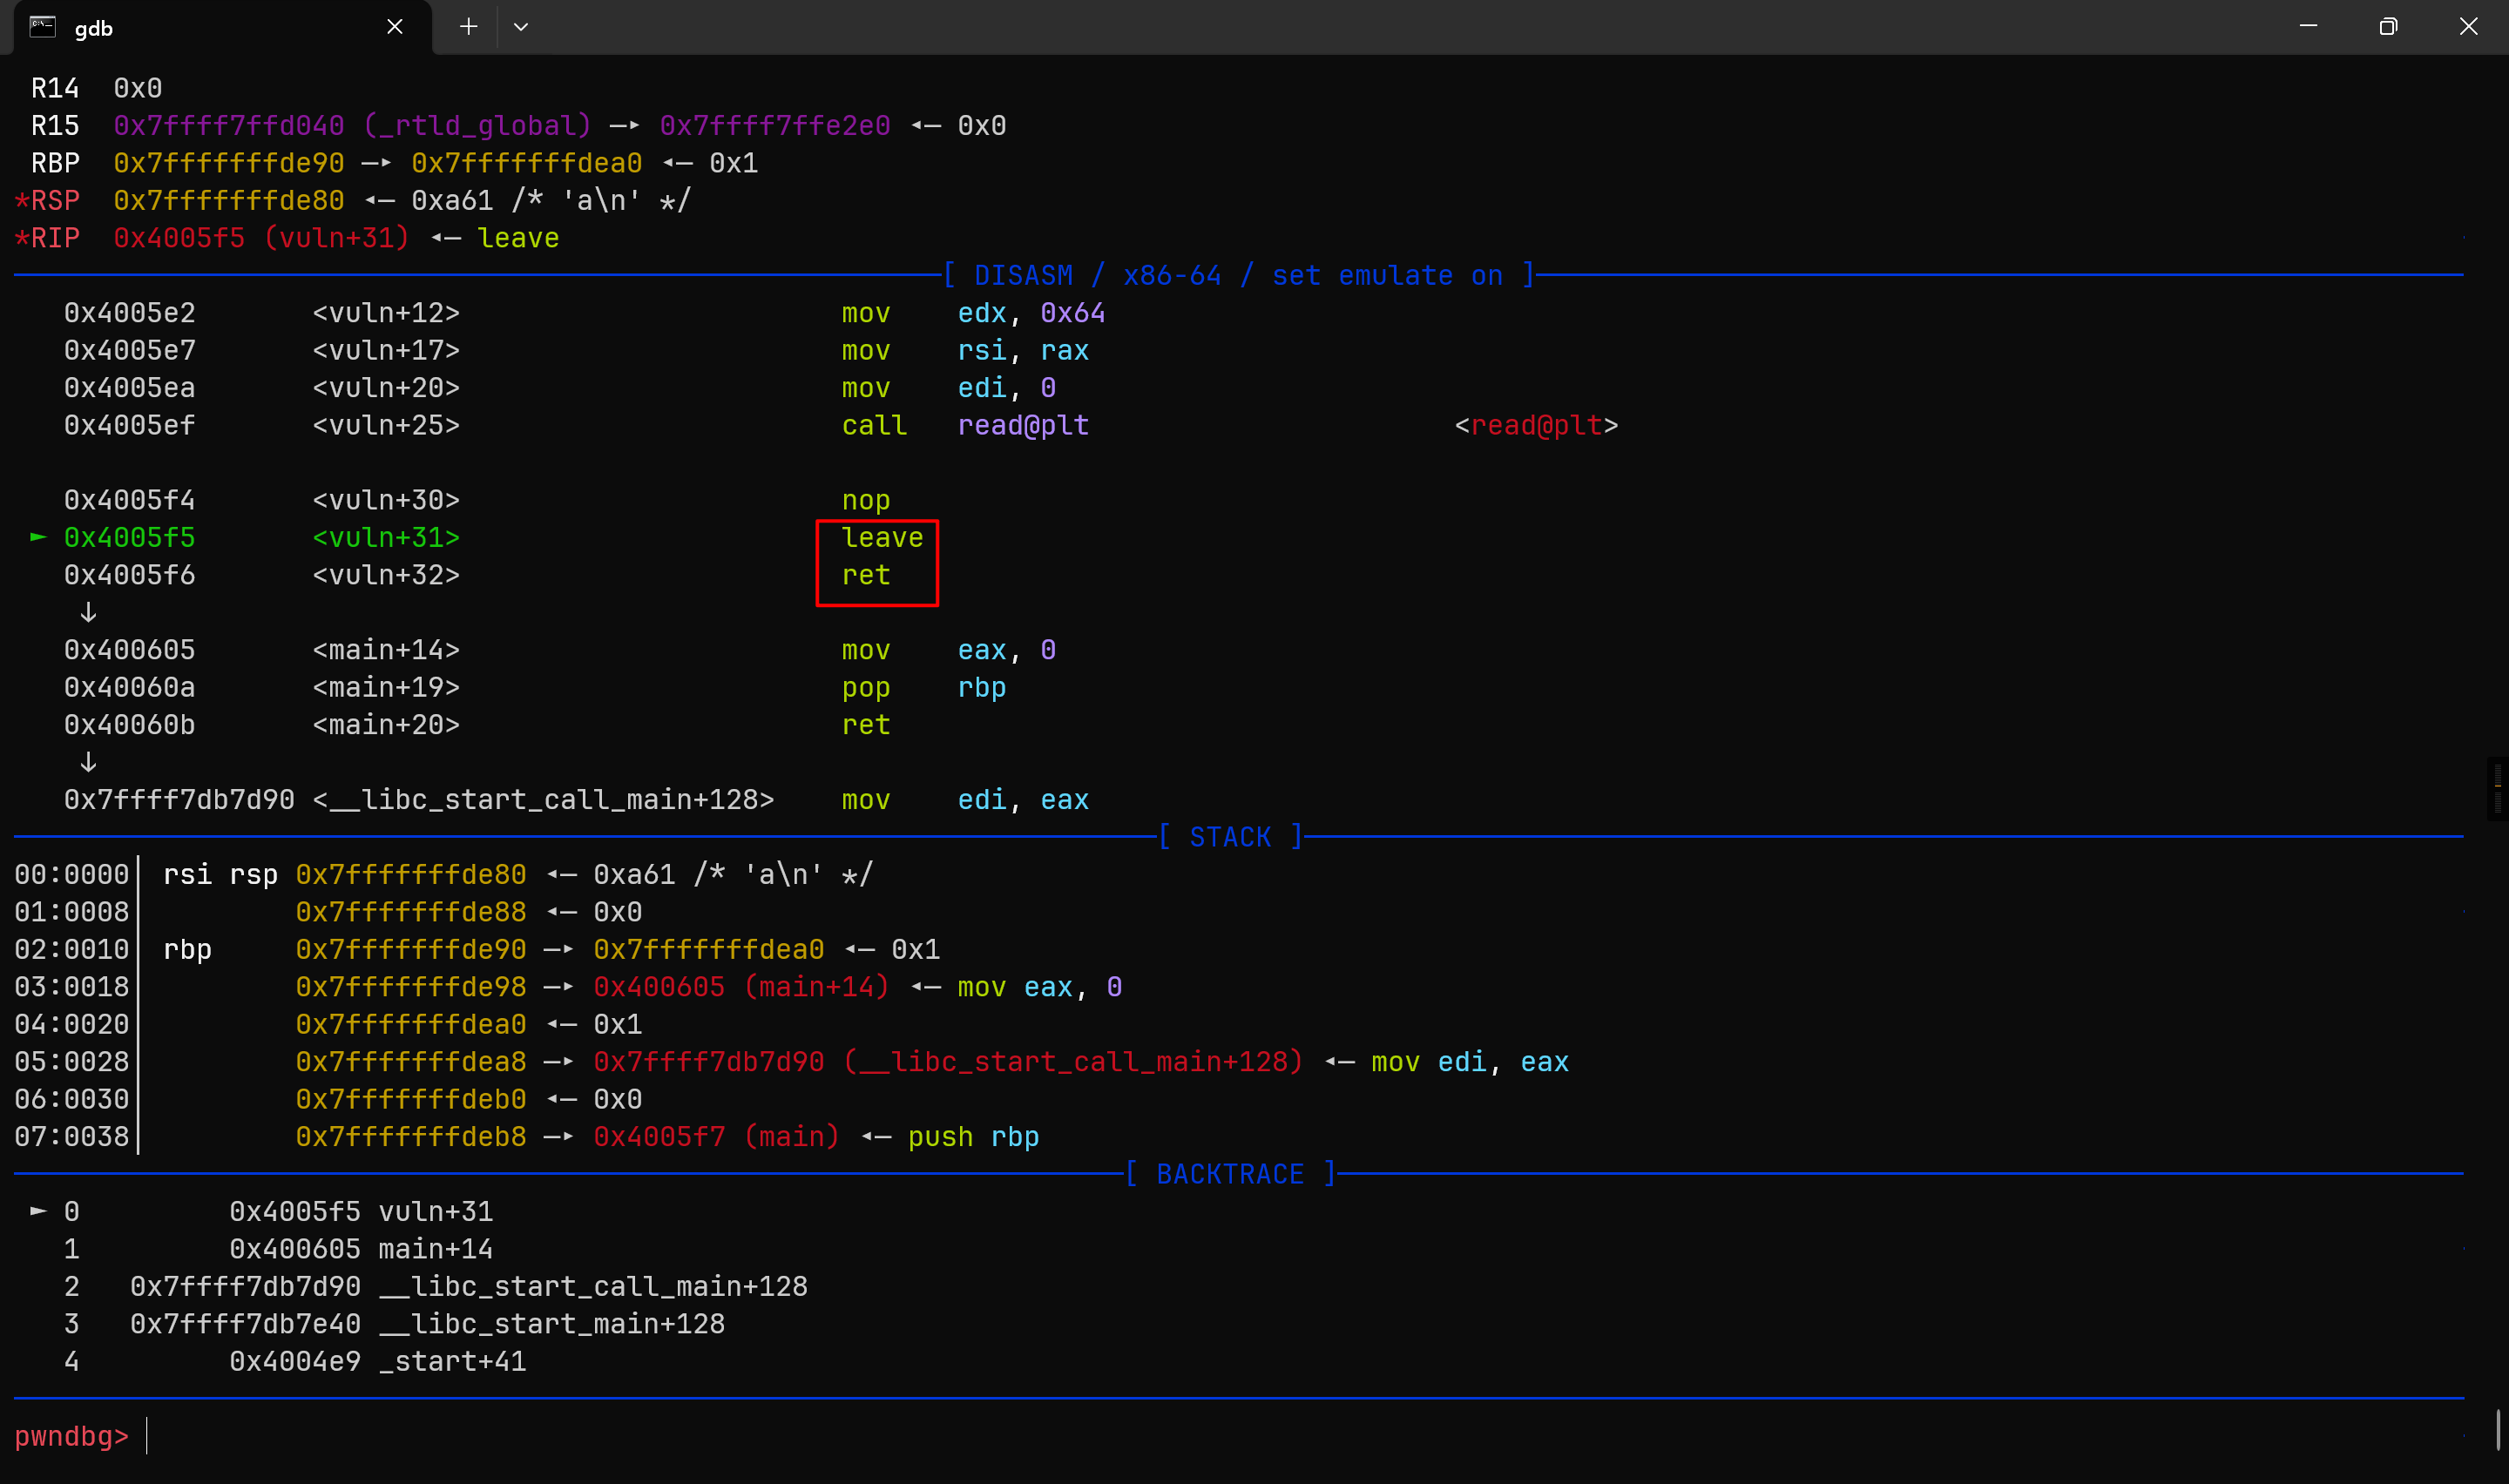 gdb
R14 0x0
R15 0x7ffff7ffd040 (_rtld_global) —▸ 0x7ffff7ffe2e0 ◂— 0x0
RBP 0x7fffffffde90 —▸ 0x7fffffffdea0 ◂— 0x1
*RSP 0x7fffffffde80 ◂— 0xa61 /* 'a\n' */
*RIP 0x4005f5 (vuln+31) ◂— leave
[ DISASM / x86-64 / set emulate on ]
0x4005e2 <vuln+12> mov edx, 0x64
0x4005e7 <vuln+17> mov rsi, rax
0x4005ea <vuln+20> mov edi, 0
0x4005ef <vuln+25> call read@plt <read@plt>
0x4005f4 <vuln+30> nop
► 0x4005f5 <vuln+31> leave
0x4005f6 <vuln+32> ret
↓
0x400605 <main+14> mov eax, 0
0x40060a <main+19> pop rbp
0x40060b <main+20> ret
↓
0x7ffff7db7d90 <__libc_start_call_main+128> mov edi, eax
[ STACK ]
00:0000│ rsi rsp 0x7fffffffde80 ◂— 0xa61 /* 'a\n' */
01:0008│ 0x7fffffffde88 ◂— 0x0
02:0010│ rbp 0x7fffffffde90 —▸ 0x7fffffffdea0 ◂— 0x1
03:0018│ 0x7fffffffde98 —▸ 0x400605 (main+14) ◂— mov eax, 0
04:0020│ 0x7fffffffdea0 ◂— 0x1
05:0028│ 0x7fffffffdea8 —▸ 0x7ffff7db7d90 (__libc_start_call_main+128) ◂— mov edi, eax
06:0030│ 0x7fffffffdeb0 ◂— 0x0
07:0038│ 0x7fffffffdeb8 —▸ 0x4005f7 (main) ◂— push rbp
[ BACKTRACE ]
► 0 0x4005f5 vuln+31
1 0x400605 main+14
2 0x7ffff7db7d90 __libc_start_call_main+128
3 0x7ffff7db7e40 __libc_start_main+128
4 0x4004e9 _start+41
pwndbg>